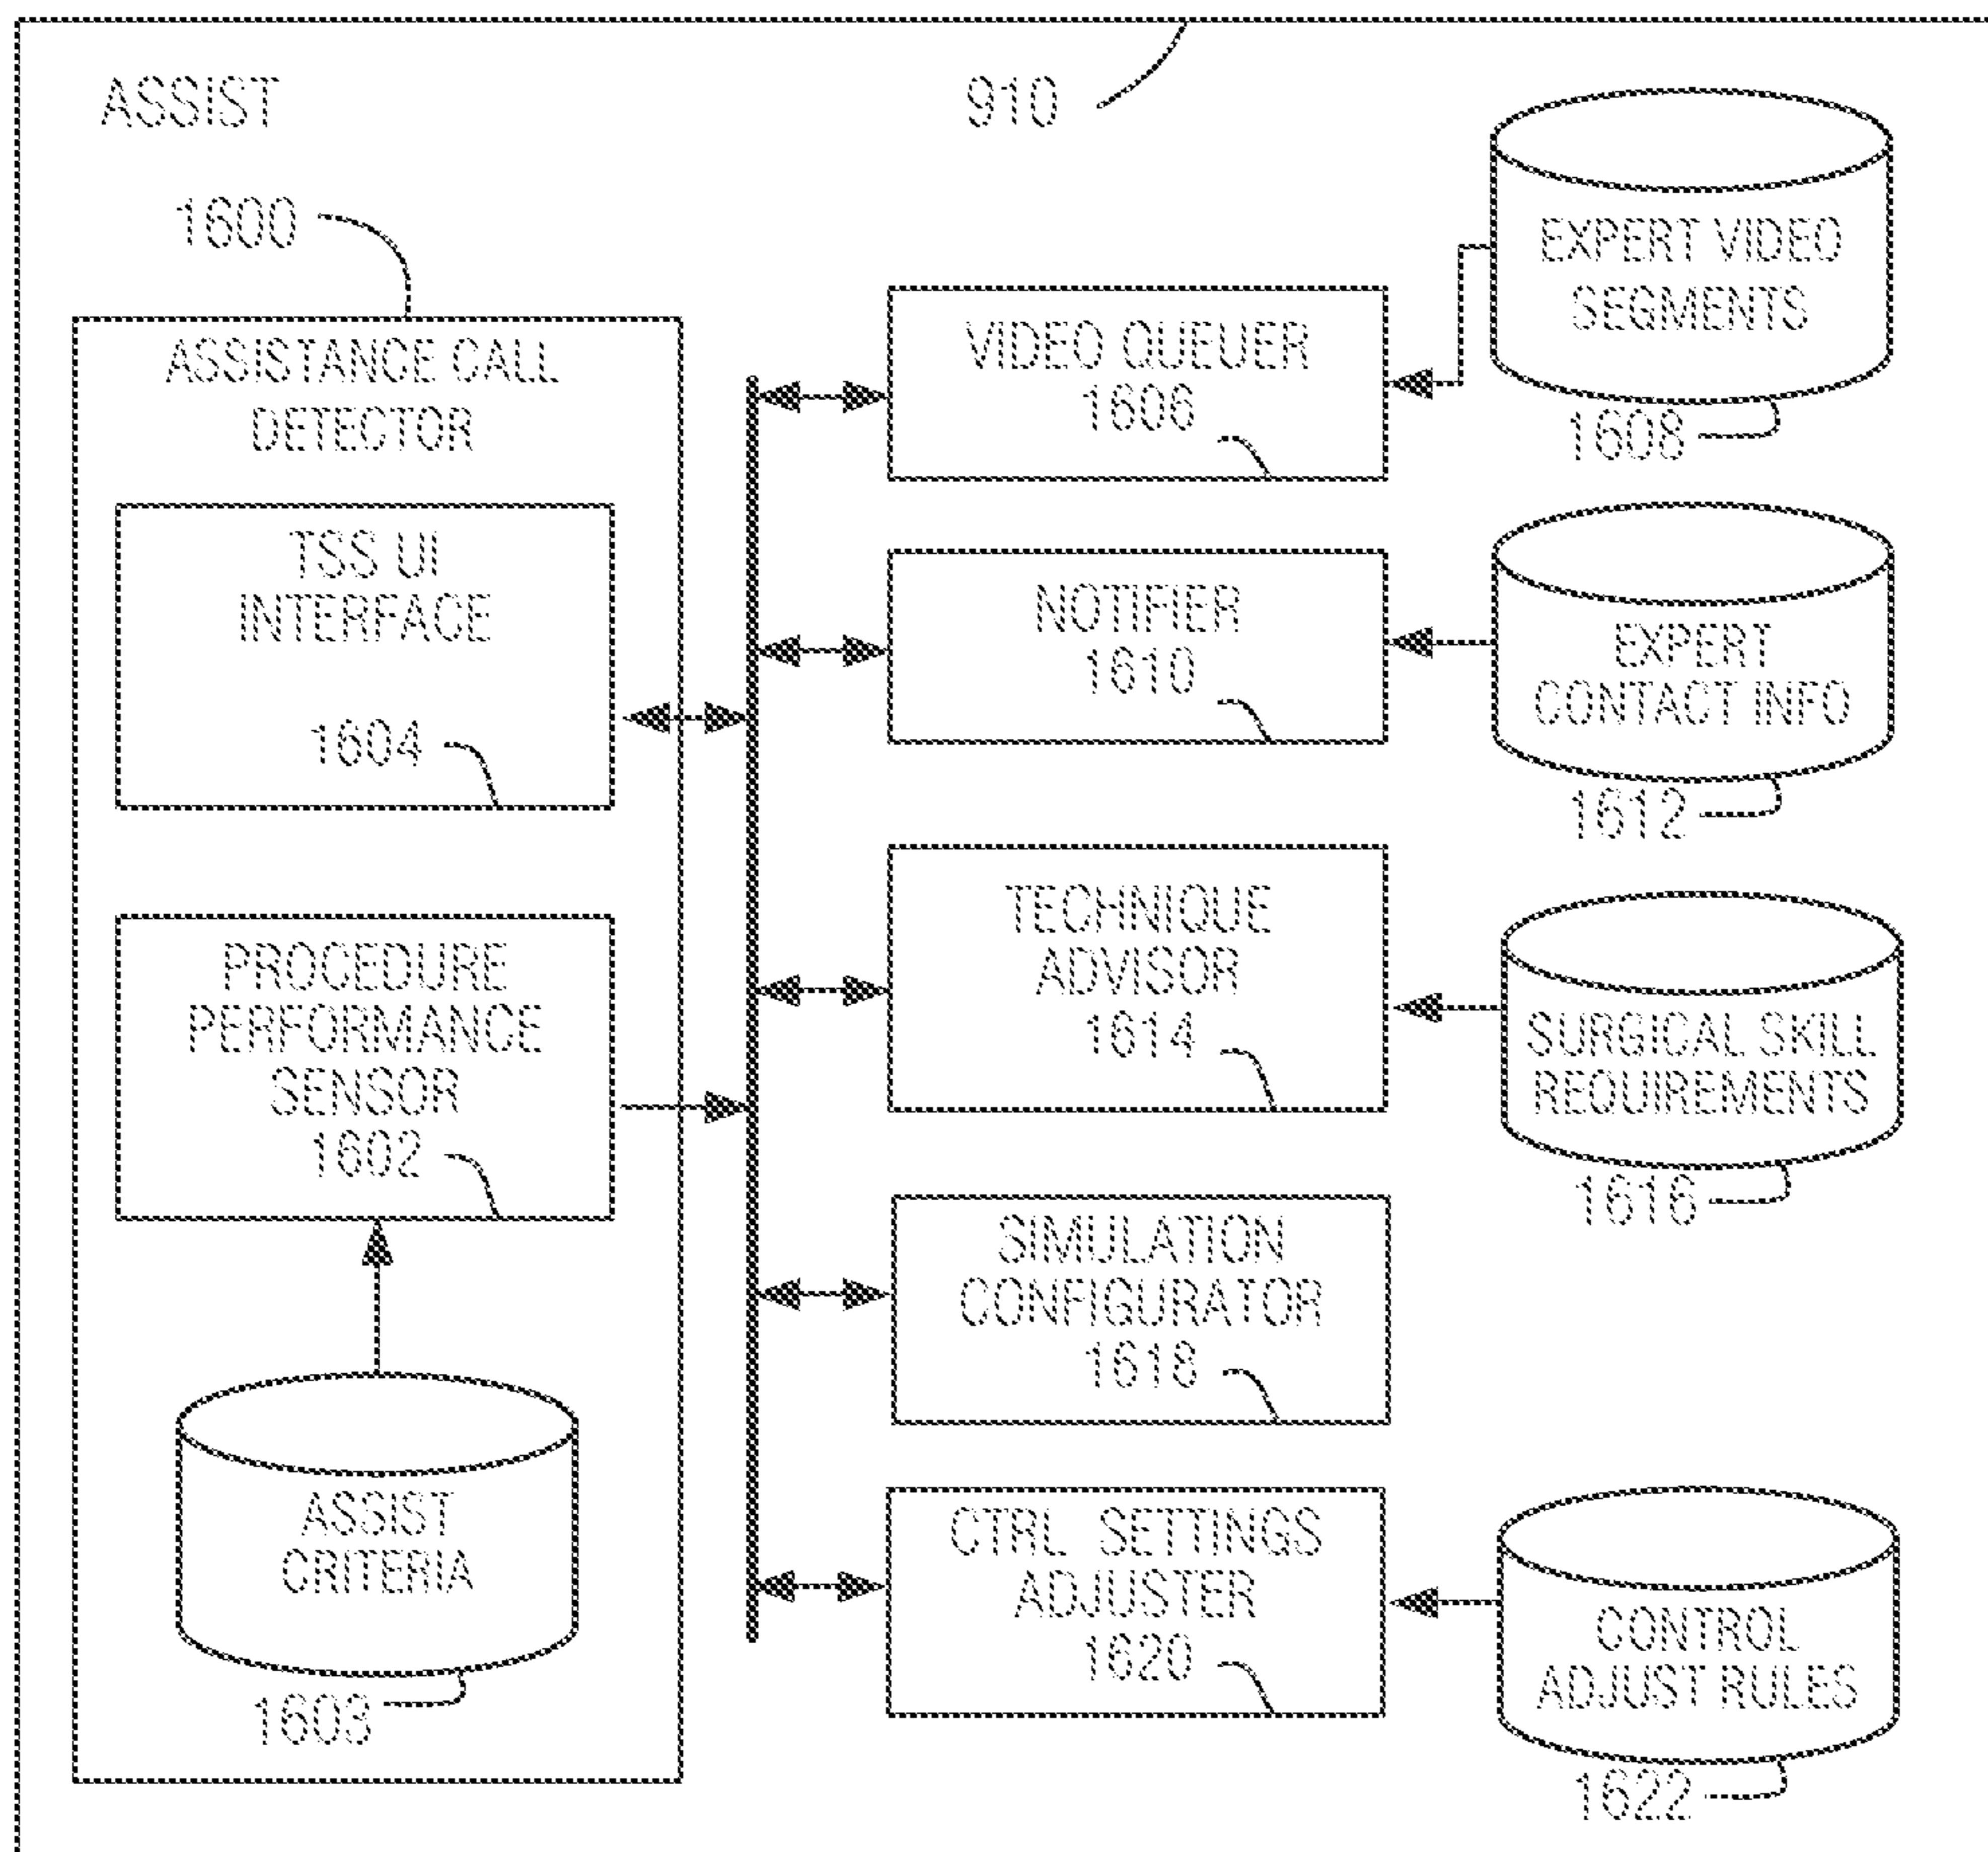 ASSIST
910
1600
ASSISTANCE CALL
DETECTOR
TSS UI
INTERFACE
1604
PROCEDURE
PERFORMANCE
SENSOR
1602
ASSIST
CRITERIA
1603
VIDEO QUEUER
1606
EXPERT VIDEO
SEGMENTS
1608
NOTIFIER
1610
EXPERT
CONTACT INFO
1612
TECHNIQUE
ADVISOR
1614
SURGICAL SKILL
REQUIREMENTS
1616
SIMULATION
CONFIGURATOR
1618
CTRL SETTINGS
ADJUSTER
1620
CONTROL
ADJUST RULES
1622